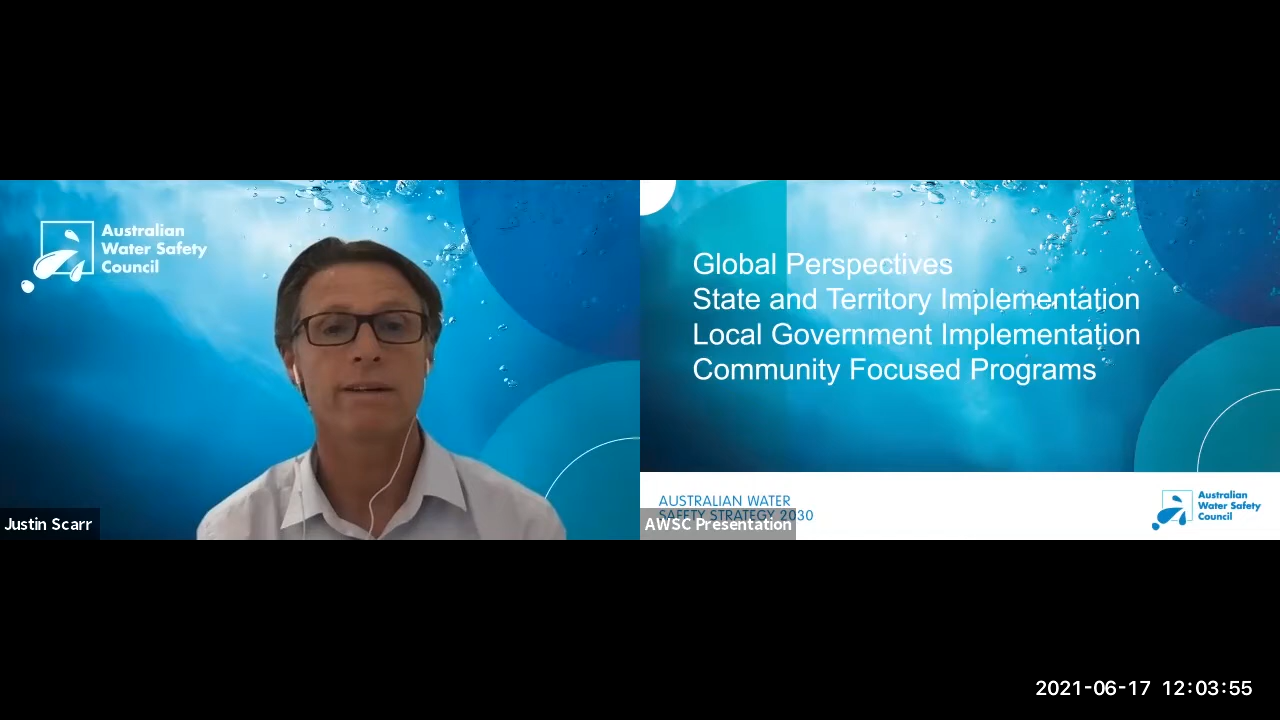 Australian
Water Safety
Council
Justin Scarr
Global Perspectives
State and Territory Implementation
Local Government Implementation
Community Focused Programs
AUSTRALIAN WATER
SAFETY STRATEGY 2030
AWSC Presentation
Australian
Water Safety
Council
2021-06-17 12:03:55